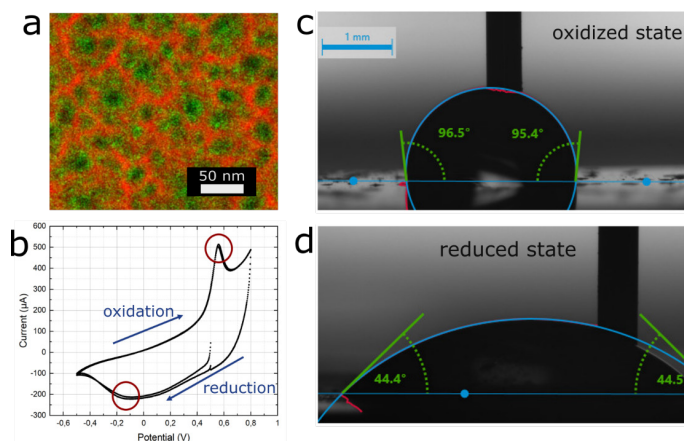 a
50 nm
b
600
500
400
300
200
100
0
-100
-200
-300
-0,6
-0,4
-0,2
0
0,2
0,4
0,6
0,8
1
Current (µA)
Potential (V)
oxidation
reduction
c
oxidized state
1 mm
96.5°
95.4°
d
reduced state
44.4°
44.5